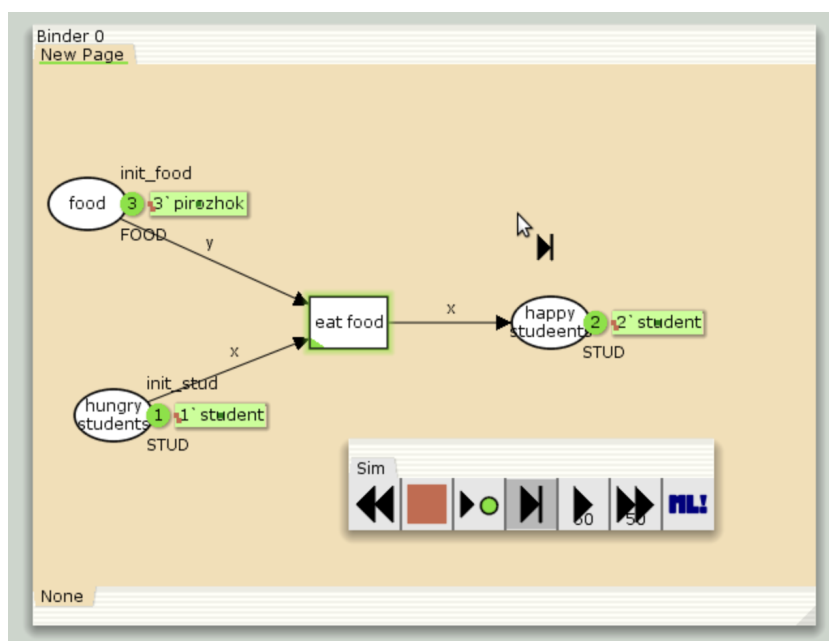 Binder 0
New Page
init_food
food
3
3`pirozhok
FOOD
y
eat food
x
happy
studeents
2
2`student
STUD
x
init_stud
hungry
students
1
1`student
STUD
Sim
50
50
ML!
None